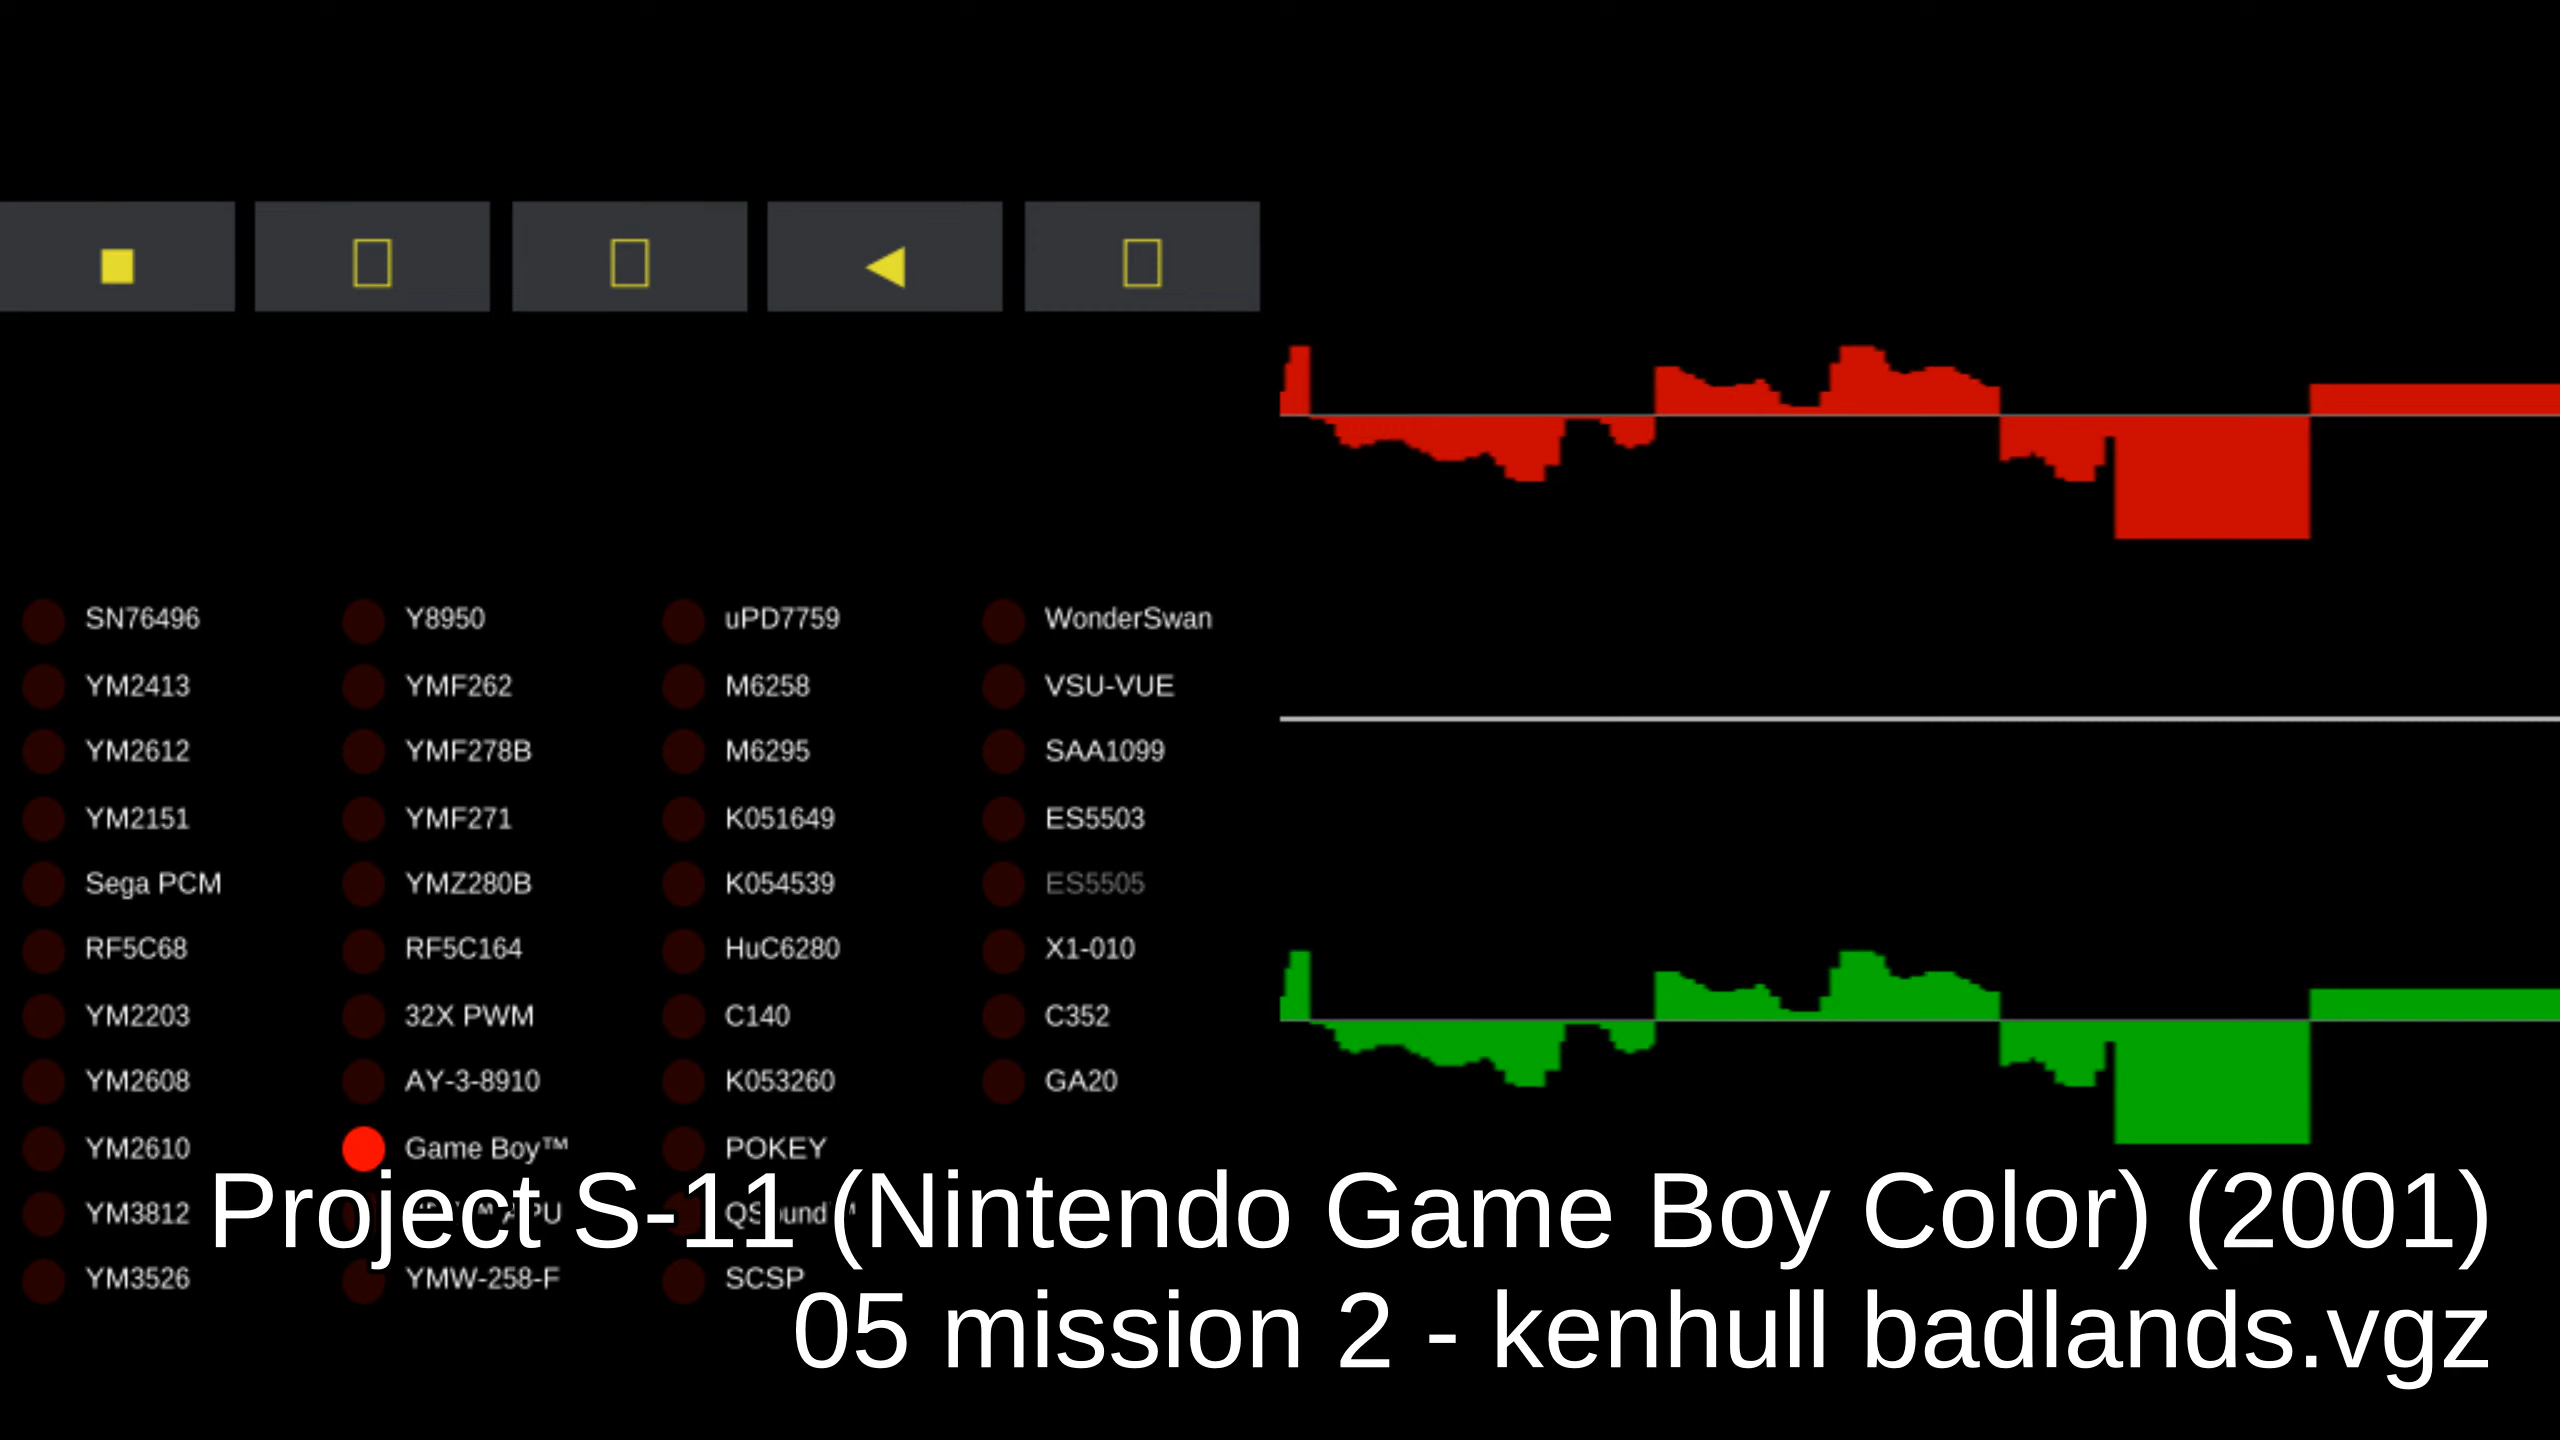 SN76496 Y8950 uPD7759 WonderSwan
YM2413 YMF262 M6258 VSU-VUE
YM2612 YMF278B M6295 SAA1099
YM2151 YMF271 K051649 ES5503
Sega PCM YMZ280B K054539 ES5505
RF5C68 RF5C164 HuC6280 X1-010
YM2203 32X PWM C140 C352
YM2608 AY-3-8910 K053260 GA20
YM2610 Game Boy™ POKEY
YM3812
Project S-11 (Nintendo Game Boy Color) (2001)
YM3526 YMW-258-F SCSP
05 mission 2 - kenhull badlands.vgz